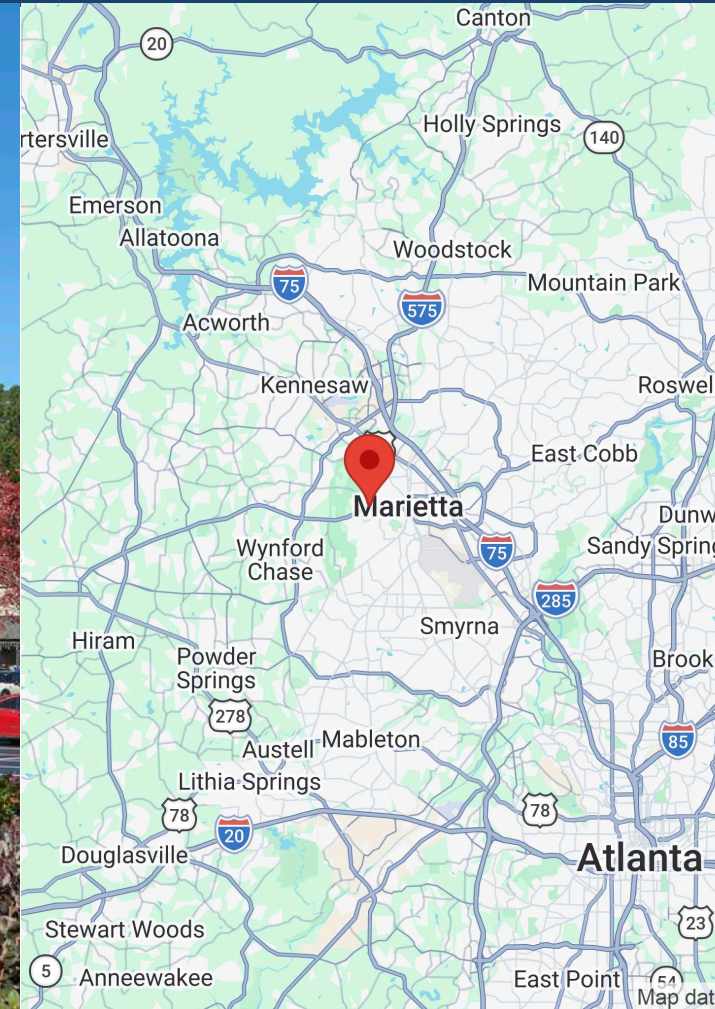 Canton
20
Holly Springs
140
rtersville
Emerson
Allatoona
Woodstock
75
Mountain Park
575
Acworth
Kennesaw
Roswel
East Cobb
Marietta
Dunw
Wynford
Chase
75
Sandy Spring
285
Smyrna
Hiram
Powder
Springs
Brook
278
Austell
Mableton
85
Lithia Springs
78
78
20
Douglasville
Atlanta
Stewart Woods
23
5
Anneewakee
East Point
54
Map dat